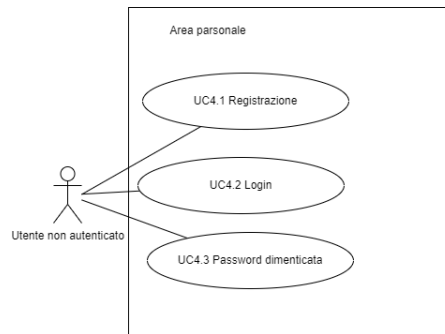 Area parsonale
UC4.1 Registrazione
UC4.2 Login
Utente non autenticato
UC4.3 Password dimenticata